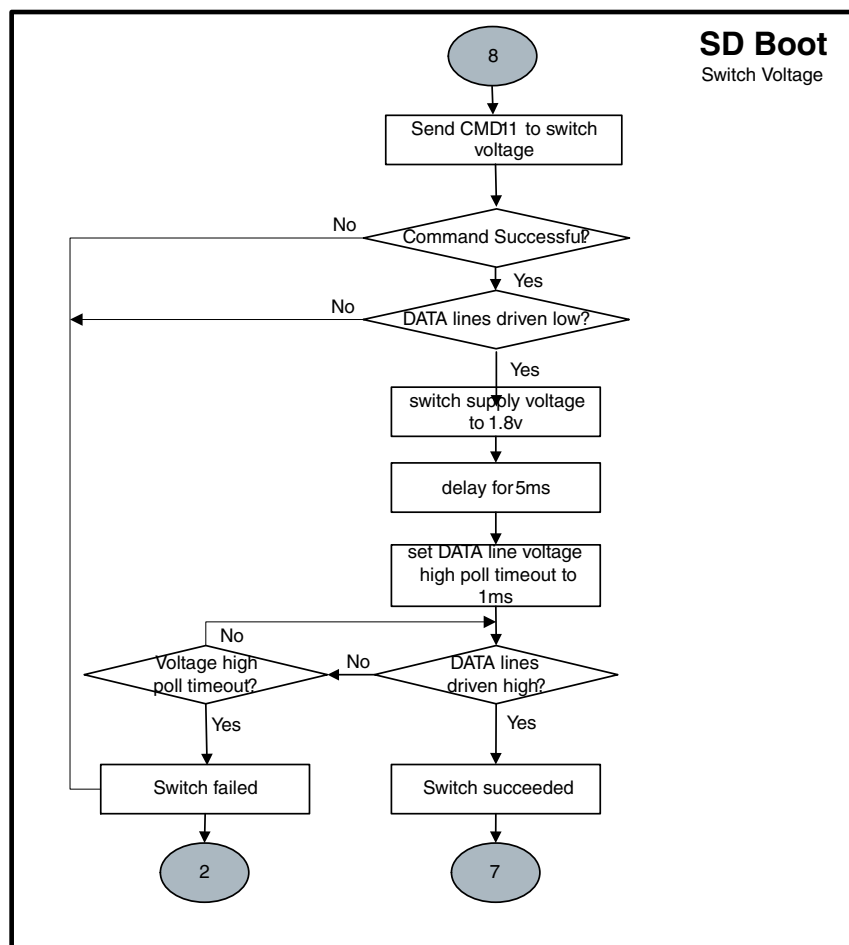 SD Boot
Switch Voltage
8
Send CMD11 to switch
voltage
No
Command Successful?
Yes
No
DATA lines driven low?
Yes
switch supply voltage
to 1.8v
delay for 5ms
set DATA line voltage
high poll timeout to
1ms
No
Voltage high
poll timeout?
No
DATA lines
driven high?
Yes
Yes
Switch failed
Switch succeeded
2
7